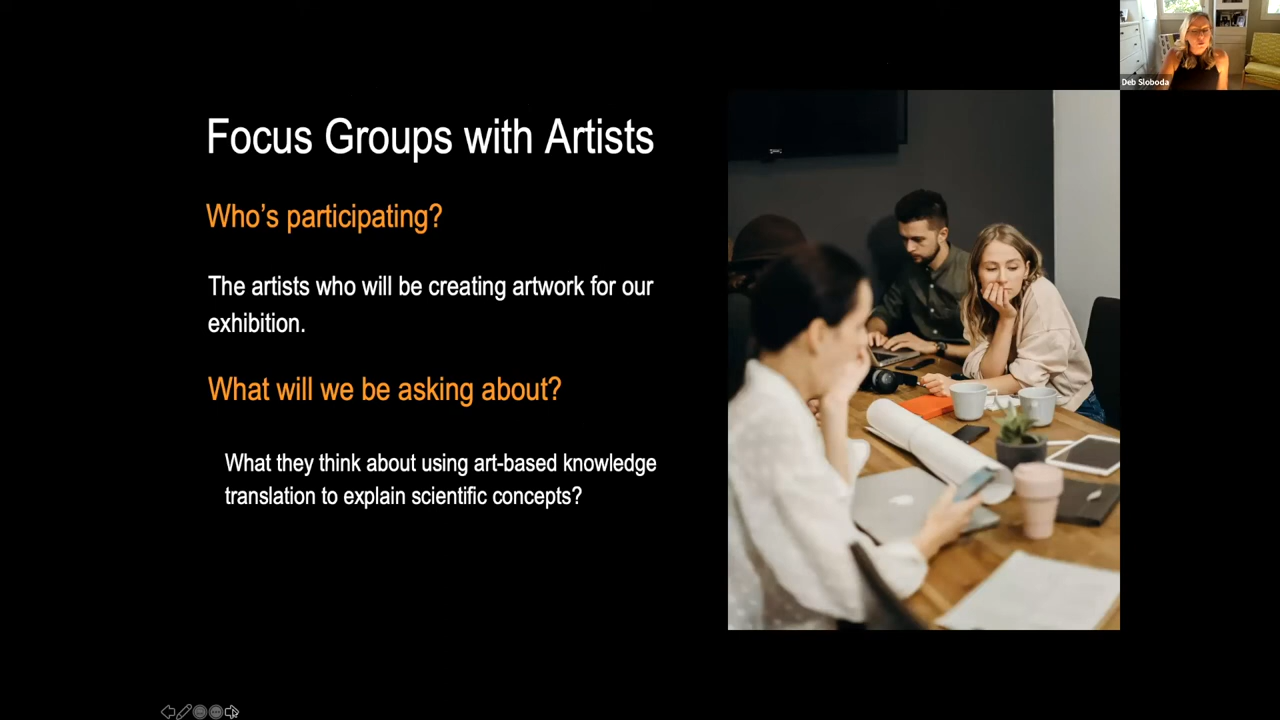 Deb Sloboda
Focus Groups with Artists
Who’s participating?
The artists who will be creating artwork for our
exhibition.
What will we be asking about?
What they think about using art-based knowledge
translation to explain scientific concepts?